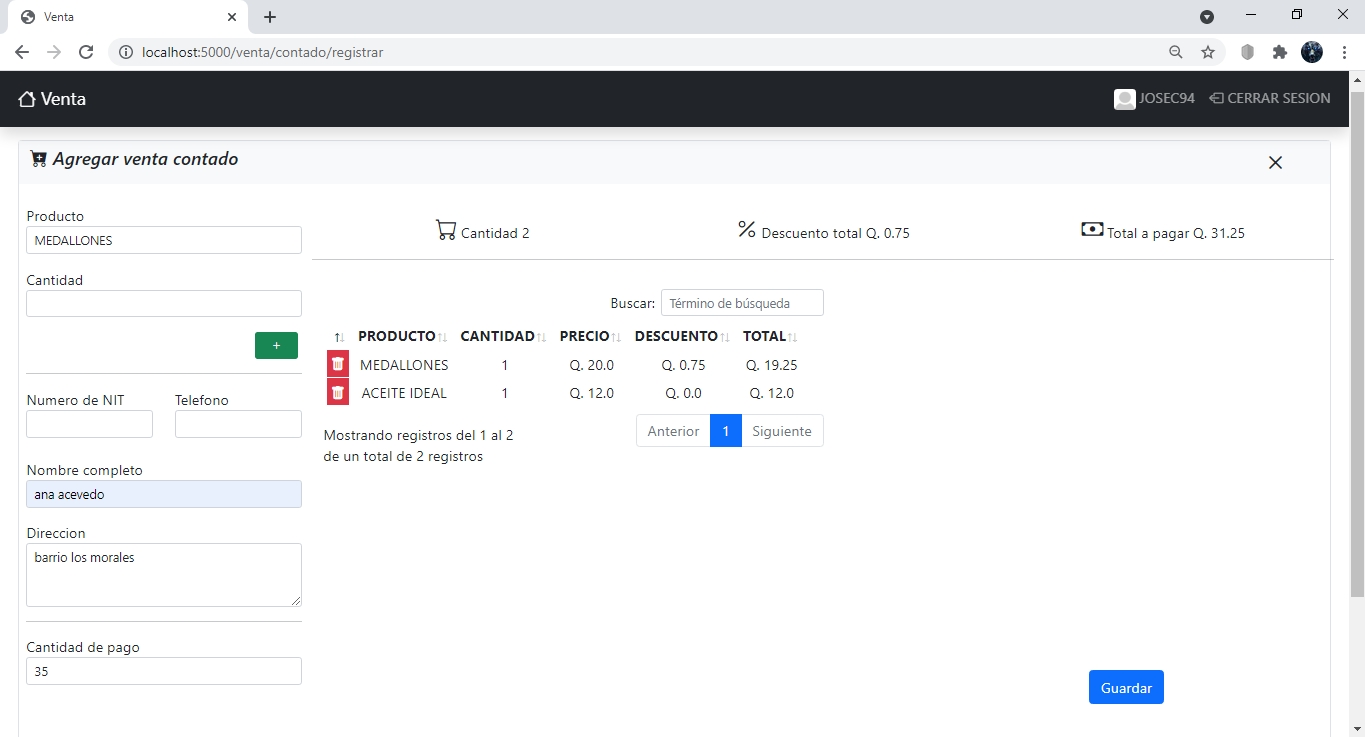 Venta
localhost:5000/venta/contado/registrar
Venta
JOSEC94 CERRAR SESION
Agregar venta contado
Producto
MEDALLONES
Cantidad
+
Numero de NIT Telefono
Nombre completo
ana acevedo
Direccion
barrio los morales
Cantidad de pago
35
Cantidad 2 Descuento total Q. 0.75 Total a pagar Q. 31.25
Buscar: Término de búsqueda
PRODUCTO CANTIDAD PRECIO DESCUENTO TOTAL
MEDALLONES 1 Q. 20.0 Q. 0.75 Q. 19.25
ACEITE IDEAL 1 Q. 12.0 Q. 0.0 Q. 12.0
Mostrando registros del 1 al 2
de un total de 2 registros
Anterior 1 Siguiente
Guardar